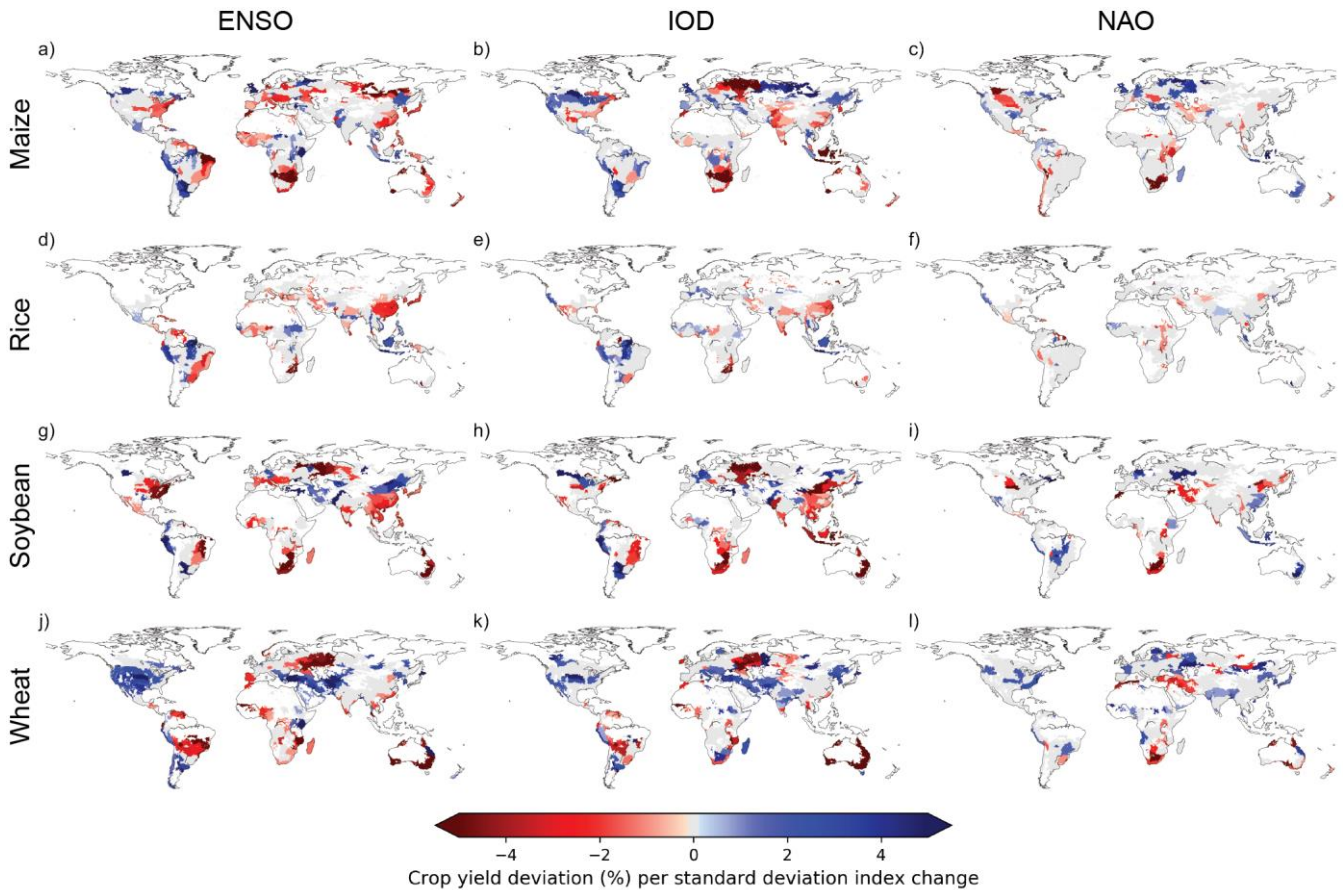 ENSO IOD NAO
a) b) c)
Maize
d) e) f)
Rice
g) h) i)
Soybean
j) k) l)
Wheat
−4 −2 0 2 4
Crop yield deviation (%) per standard deviation index change